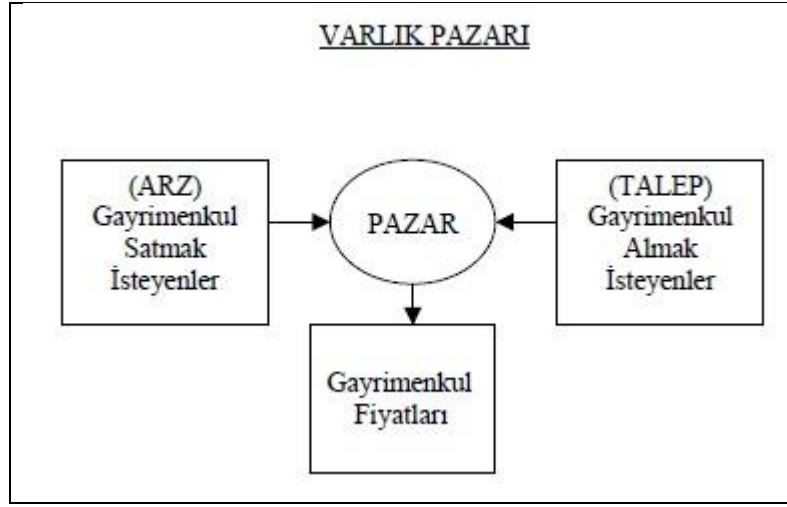 VARLIK PAZARI
(ARZ)
Gayrimenkul
Satmak
İsteyenler
PAZAR
(TALEP)
Gayrimenkul
Almak
İsteyenler
Gayrimenkul
Fiyatları